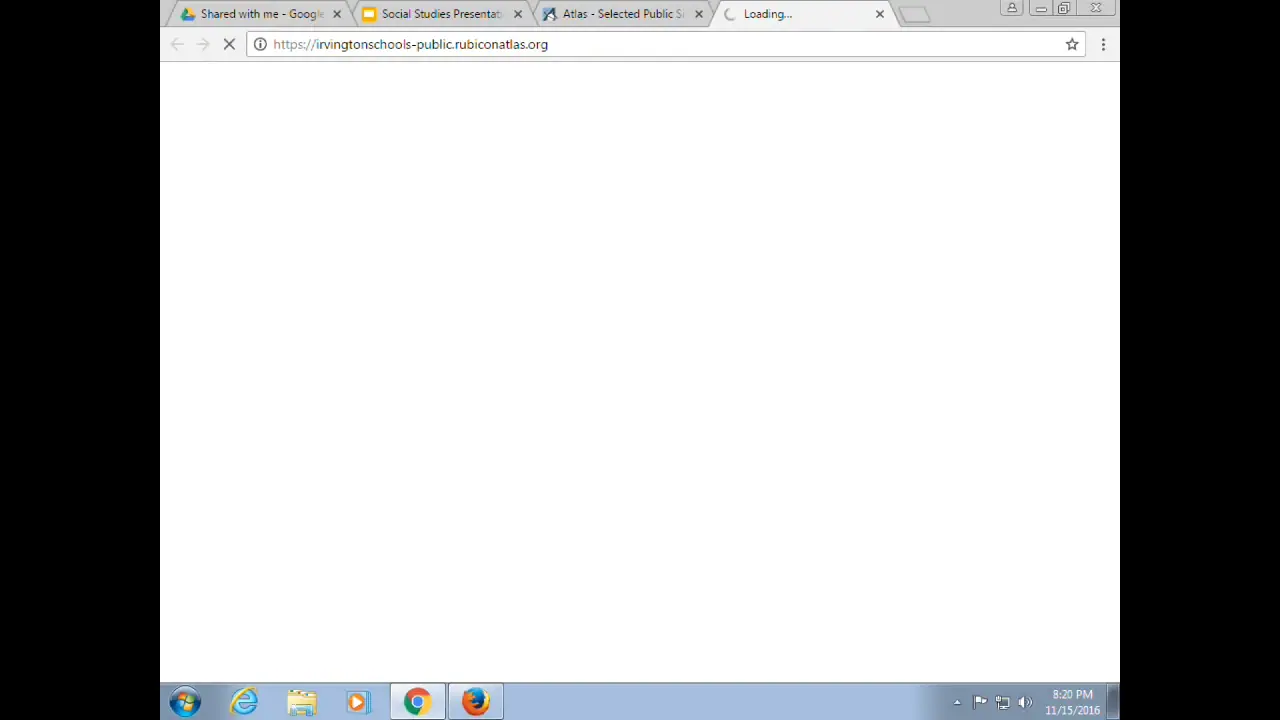 Shared with me - Google
Social Studies Presentat
Atlas - Selected Public S
Loading...
https://irvingtonschools-public.rubiconatlas.org
8:20 PM
11/15/2016